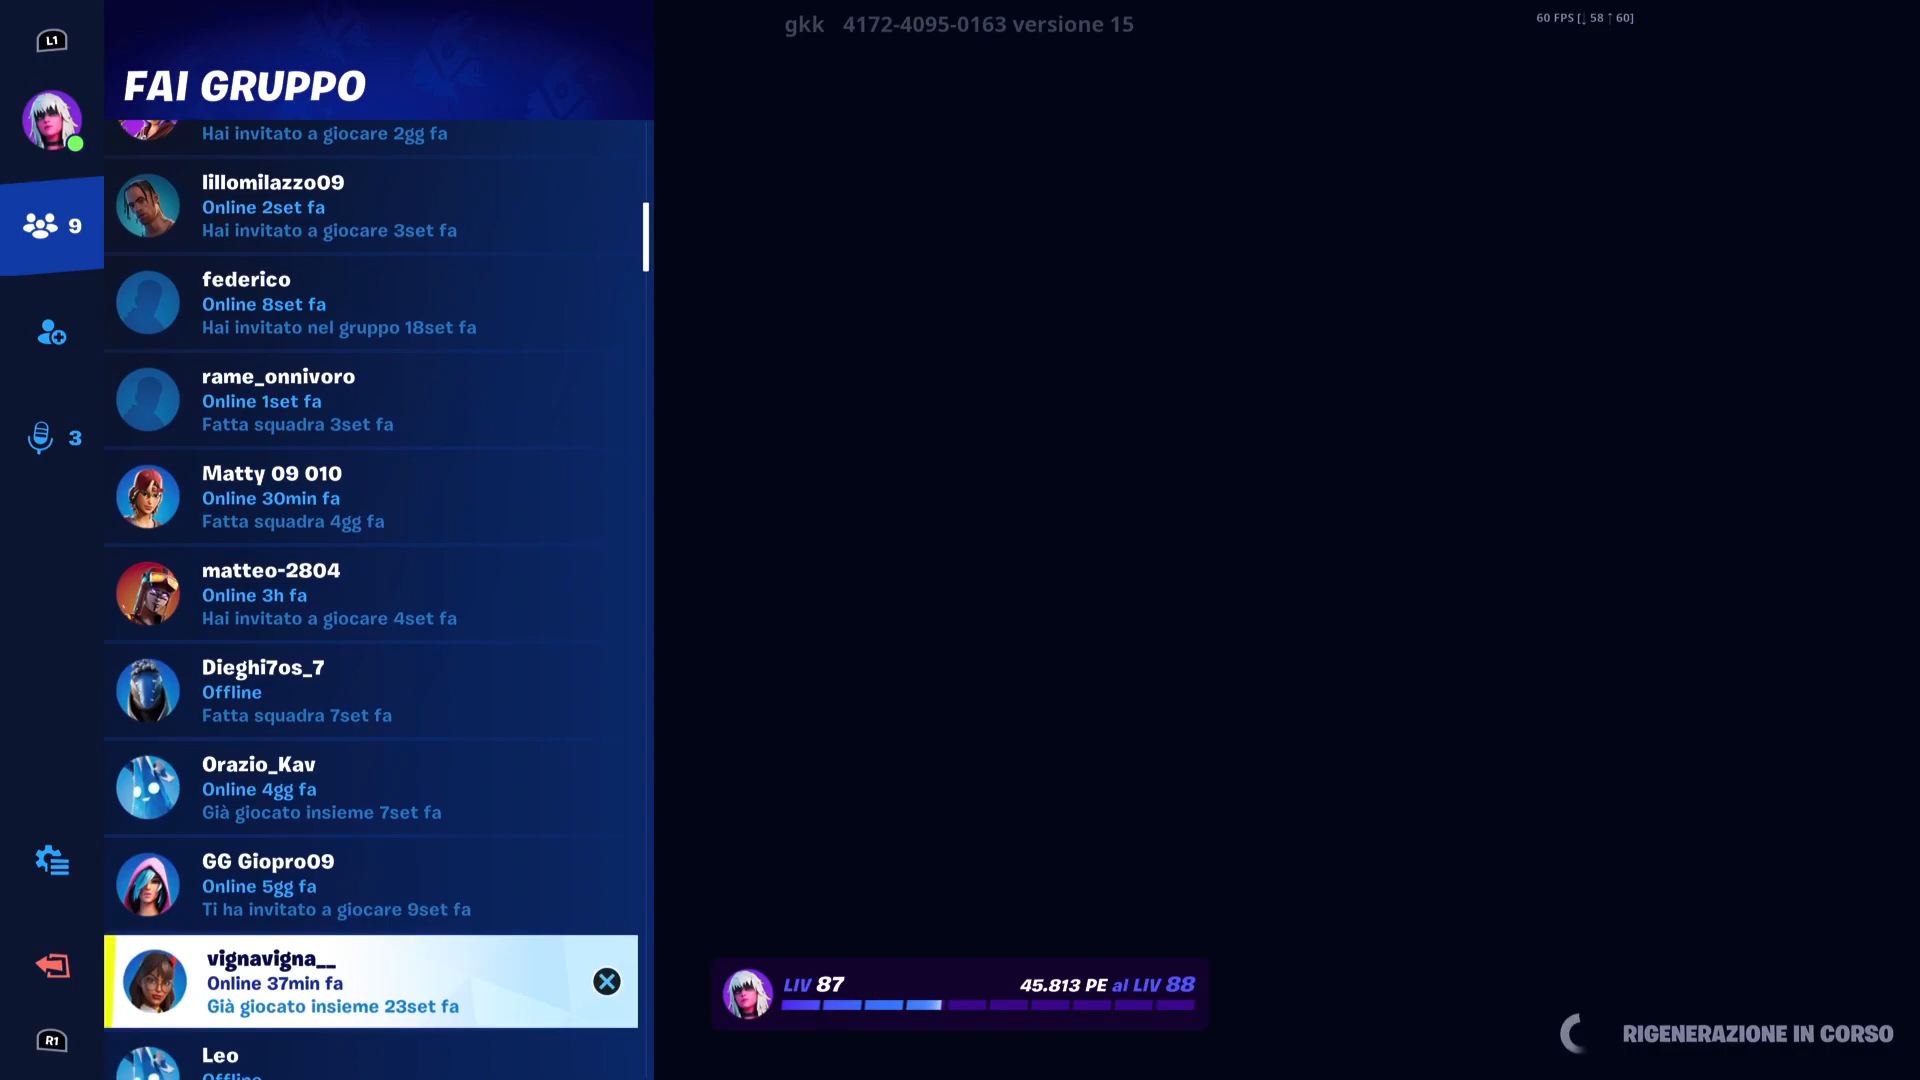 gkk 4172-4095-0163 versione 15
60 FPS [↓ 58 ↑ 60]
L1
FAI GRUPPO
Hai invitato a giocare 2gg fa
lillomilazzo09
Online 2set fa
Hai invitato a giocare 3set fa
9
federico
Online 8set fa
Hai invitato nel gruppo 18set fa
rame_onnivoro
Online 1set fa
Fatta squadra 3set fa
3
Matty 09 010
Online 30min fa
Fatta squadra 4gg fa
matteo-2804
Online 3h fa
Hai invitato a giocare 4set fa
Dieghi7os_7
Offline
Fatta squadra 7set fa
Orazio_Kav
Online 4gg fa
Già giocato insieme 7set fa
GG Giopro09
Online 5gg fa
Ti ha invitato a giocare 9set fa
vignavigna__
Online 37min fa
Già giocato insieme 23set fa
Leo
Offline
R1
LIV 87
45.813 PE al LIV 88
RIGENERAZIONE IN CORSO